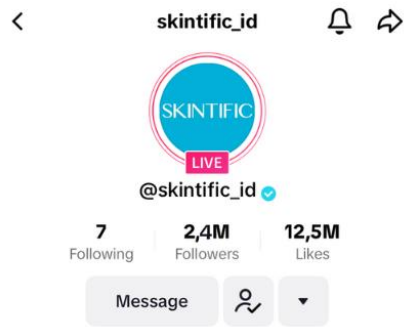 skintific_id
SKINTIFIC
LIVE
@skintific_id
7 2,4M 12,5M
Following Followers Likes
Message